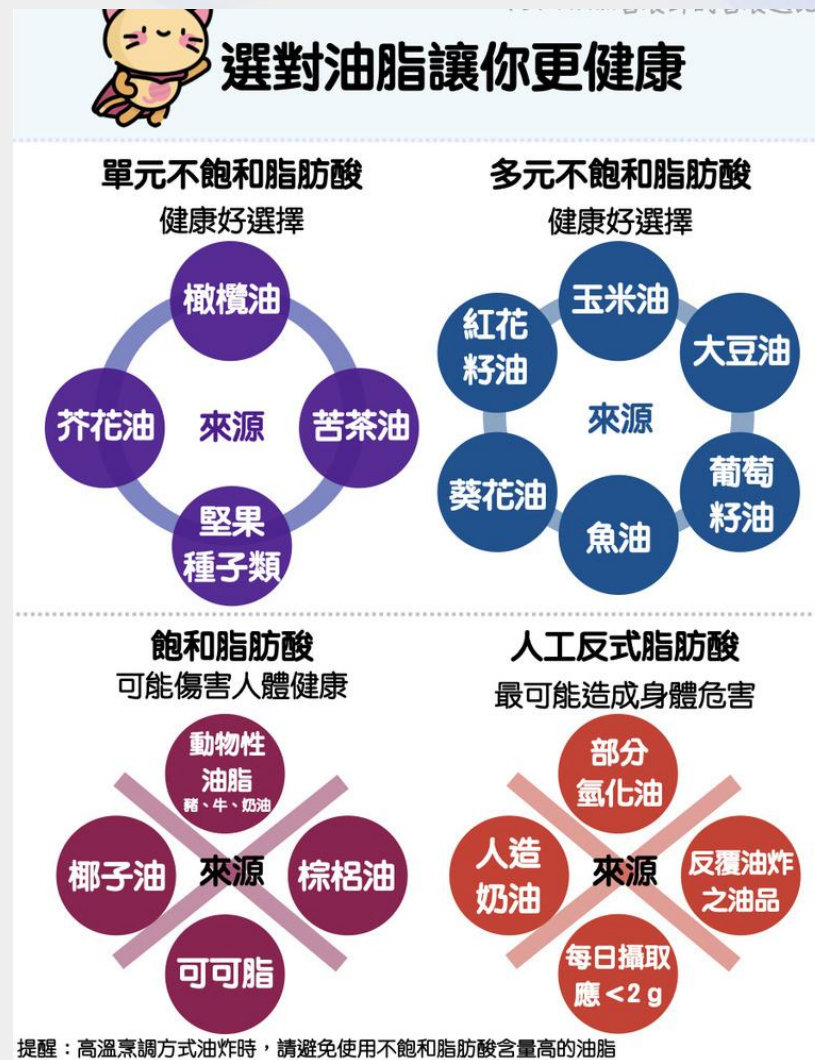 選對油脂讓你更健康
單元不飽和脂肪酸
健康好選擇
橄欖油
芥花油
來源
苦茶油
堅果
種子類
多元不飽和脂肪酸
健康好選擇
玉米油
紅花
籽油
大豆油
來源
葵花油
葡萄
籽油
魚油
飽和脂肪酸
可能傷害人體健康
動物性
油脂
豬、牛、奶油
椰子油
來源
棕梠油
可可脂
人工反式脂肪酸
最可能造成身體危害
部分
氫化油
人造
奶油
來源
反覆油炸
之油品
每日攝取
應<2 g
提醒：高溫烹調方式油炸時，請避免使用不飽和脂肪酸含量高的油脂